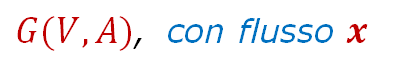 G(V, A), con flusso x